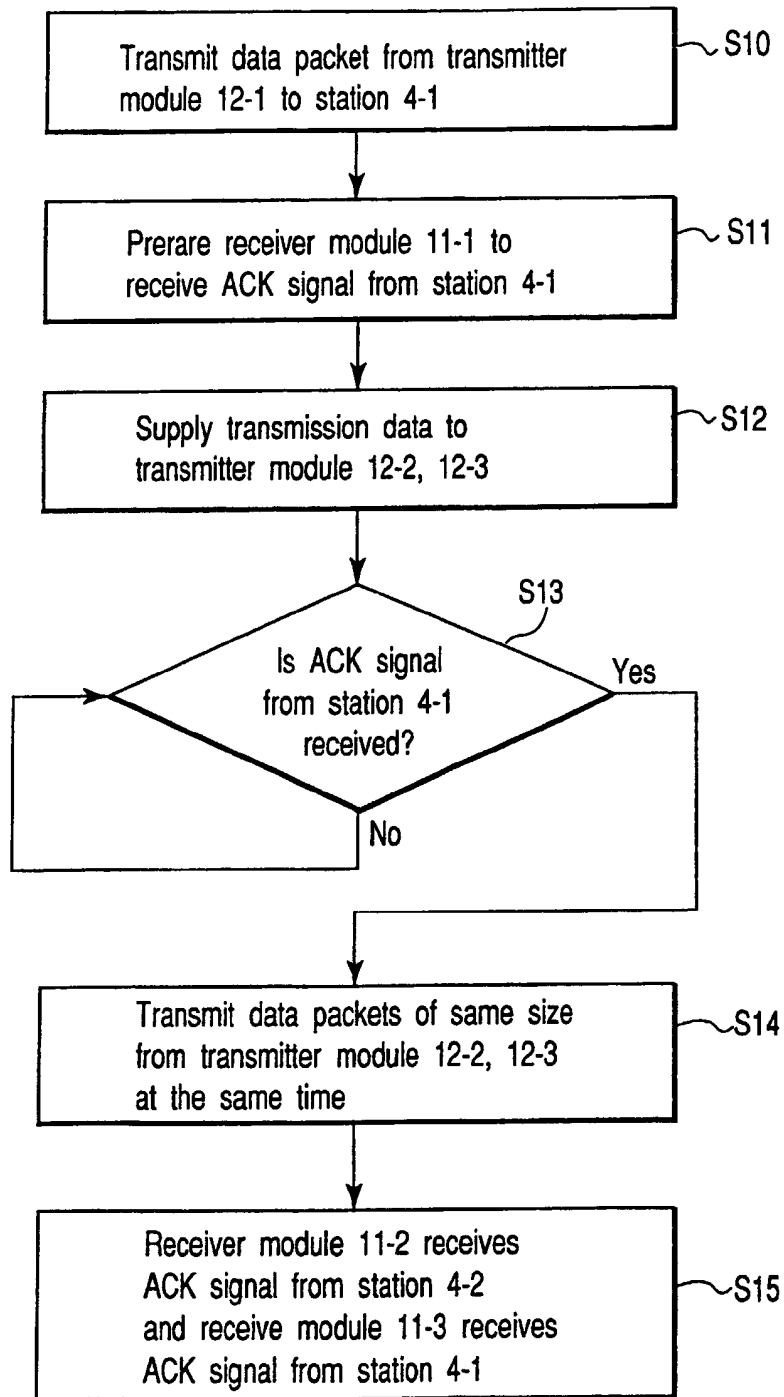 Transmit data packet from transmitter
module 12-1 to station 4-1
S10
Prerare receiver module 11-1 to
receive ACK signal from station 4-1
S11
Supply transmission data to
transmitter module 12-2, 12-3
S12
S13
Is ACK signal
from station 4-1
received?
Yes
No
Transmit data packets of same size
from transmitter module 12-2, 12-3
at the same time
S14
Receiver module 11-2 receives
ACK signal from station 4-2
and receive module 11-3 receives
ACK signal from station 4-1
S15